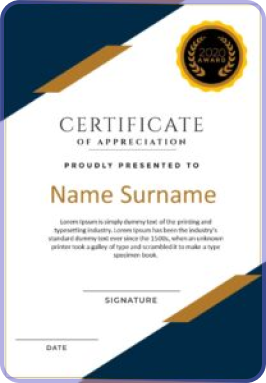 2020
AWARD
CERTIFICATE
OF APPRECIATION
PROUDLY PRESENTED TO
Name Surname
Lorem Ipsum is simply dummy text of the printing and
typesetting industry. Lorem Ipsum has been the industry's
standard dummy text ever since the 1500s, when an unknown
printer took a galley of type and scrambled it to make a type
specimen book.
SIGNATURE
DATE